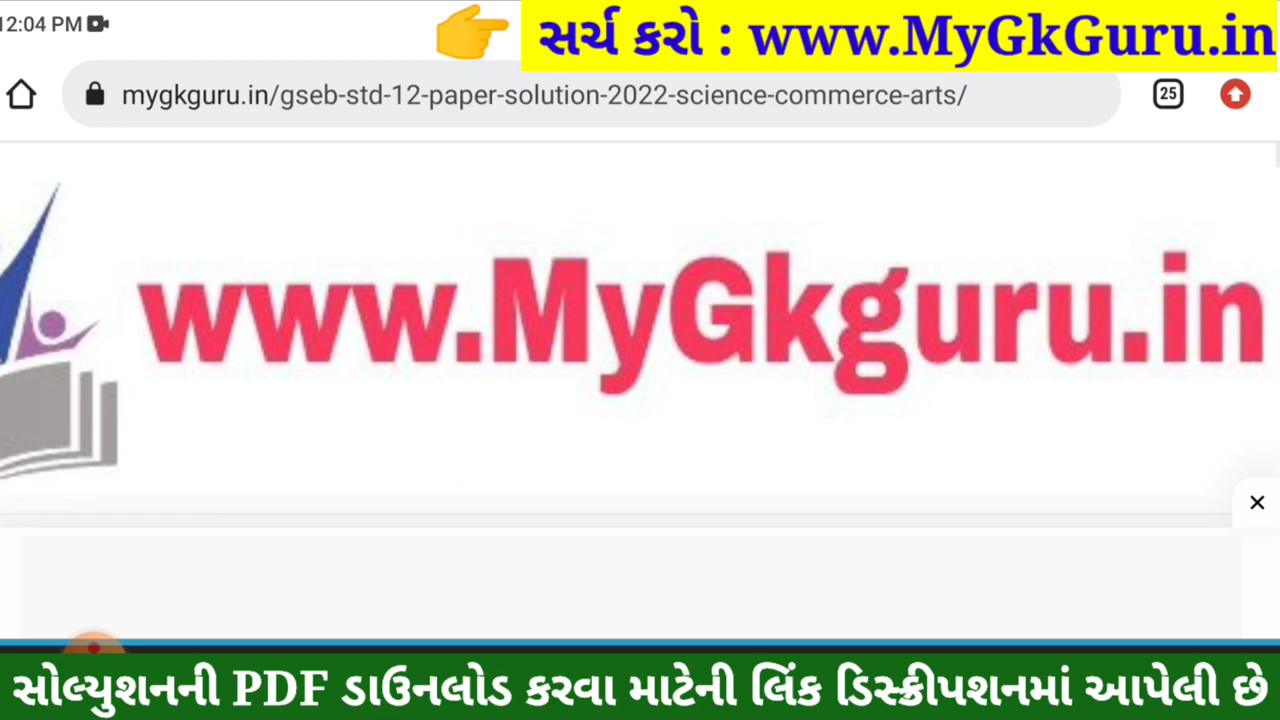 12:04 PM
સર્ચ કરો : www.MyGkGuru.in
mygkguru.in/gseb-std-12-paper-solution-2022-science-commerce-arts/
25
www.MyGkguru.in
સોલ્યુશનની PDF ડાઉનલોડ કરવા માટેની લિંક ડિસ્ક્રીપશનમાં આપેલી છે